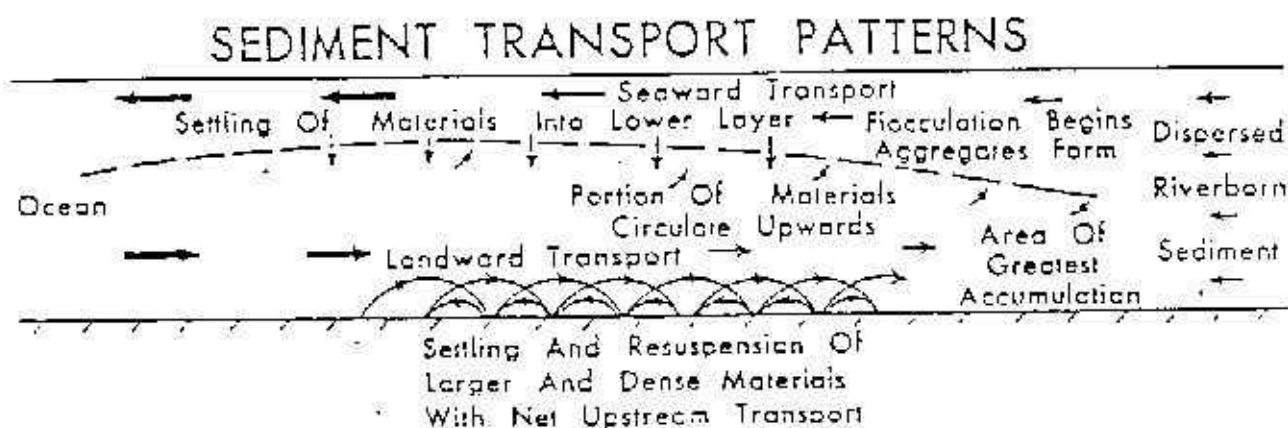 SEDIMENT TRANSPORT PATTERNS
Seaward Transport
Settling Of Materials Into Lower Layer
Flocculation Begins
Aggregates Form
Dispersed
Riverborn
Sediment
Ocean
Portion Of Materials
Circulate Upwards
Landward Transport
Area Of
Greatest
Accumulation
Settling And Resuspension Of
Larger And Dense Materials
With Net Upstream Transport